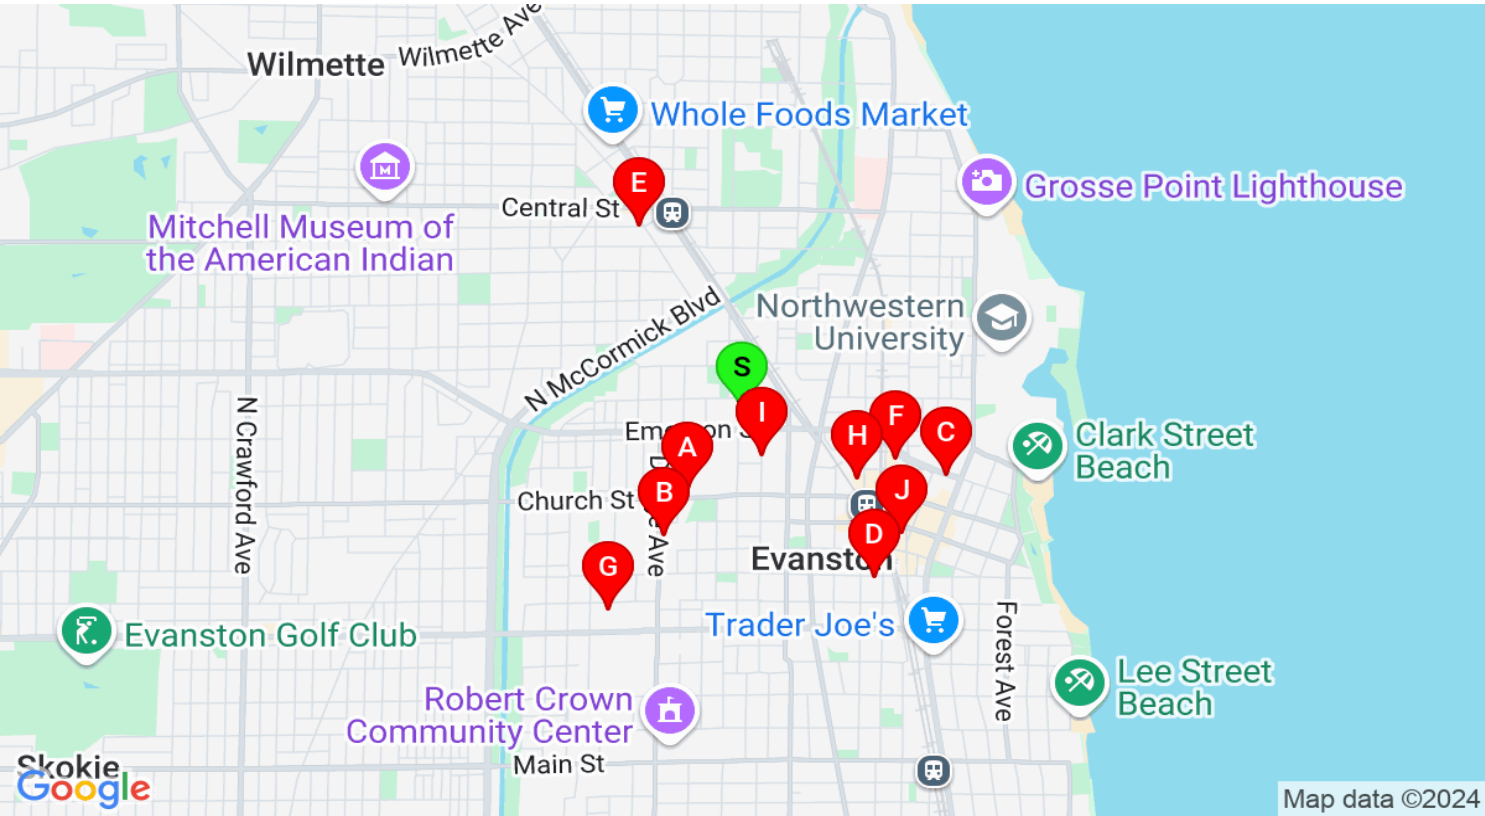 Wilmette
Wilmette Ave
Whole Foods Market
E
Central St
Mitchell Museum of
the American Indian
Grosse Point Lighthouse
N McCormick Blvd
Northwestern
University
S
I
F
H
C
A
Clark Street
Beach
N Crawford Ave
B
Church St
J
D
Ave
Evanston
G
Trader Joe's
Evanston Golf Club
Forest Ave
Lee Street
Beach
Robert Crown
Community Center
Main St
Skokie
Google
Map data ©2024